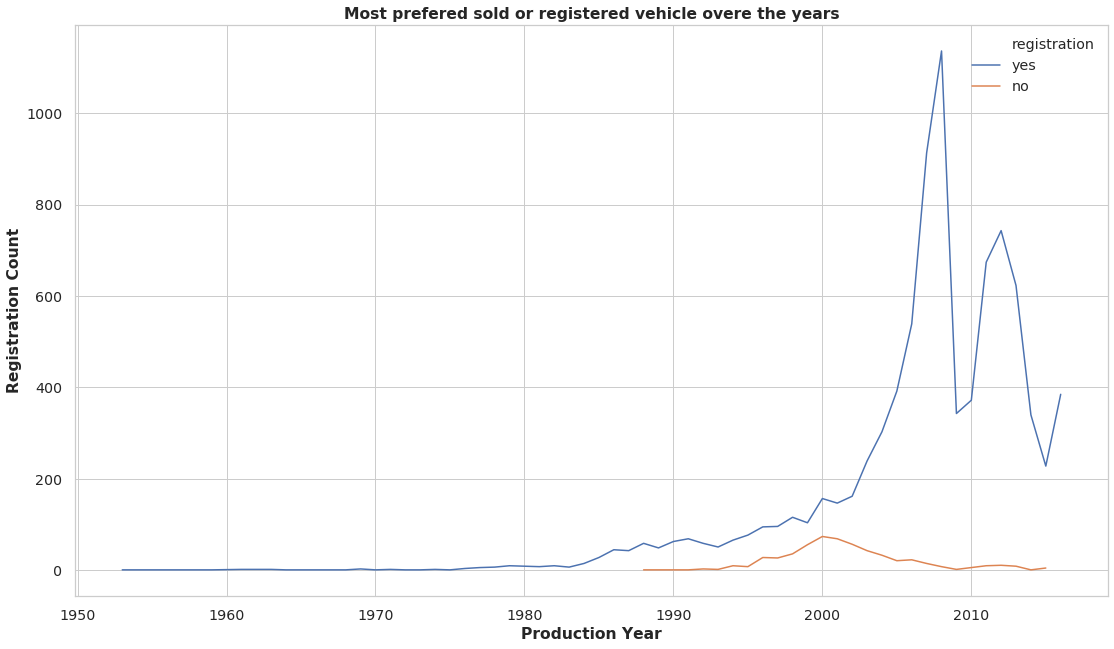 Most prefered sold or registered vehicle overe the years
registration
yes
no
Registration Count
1000
800
600
400
200
0
1950 1960 1970 1980 1990 2000 2010
Production Year